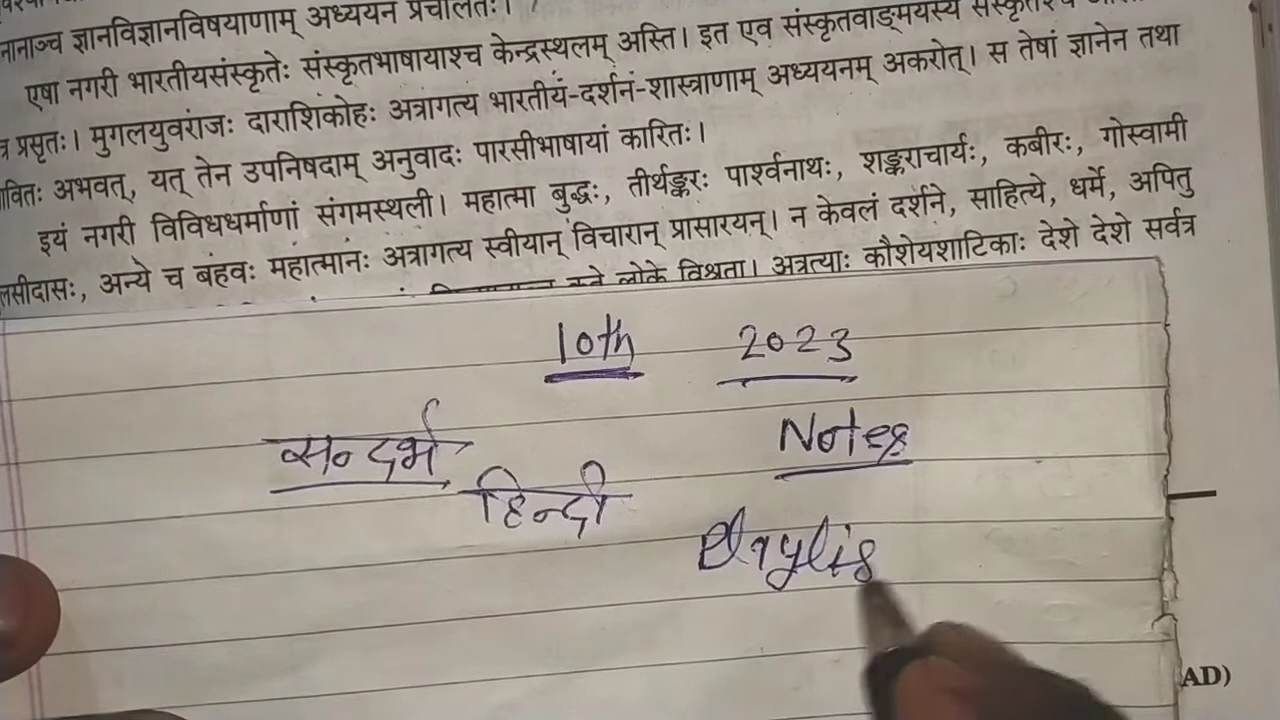 ज्ञानविज्ञानविषयाणाम् अध्ययन प्रचलितः।
एषा नगरी भारतीयसंस्कृतेः संस्कृतभाषायाश्च केन्द्रस्थलम् अस्ति। इत एव संस्कृतवाङ्मयस्य
प्रसृतः। मुगलयुवराजः दाराशिकोहः अत्रागत्य भारतीय-दर्शन-शास्त्राणाम् अध्ययनम् अकरोत्। स तेषां ज्ञानेन तथा
अभवत्, यत् तेन उपनिषदाम् अनुवादः पारसीभाषायां कारितः।
इयं नगरी विविधधर्माणां संगमस्थली। महात्मा बुद्धः, तीर्थङ्करः पार्श्वनाथः, शङ्कराचार्यः, कबीरः, गोस्वामी
लसीदासः, अन्ये च बहवः महात्मानः अत्रागत्य स्वीयान् विचारान् प्रासारयन्। न केवलं दर्शने, साहित्ये, धर्मे, अपितु
लोके विश्रुता। अत्रत्याः कौशेयशाटिकाः देशे देशे सर्वत्र
10th 2023
सन्दर्भ Notes
हिन्दी
AD)